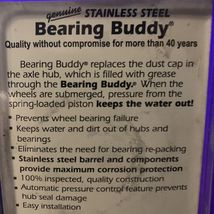 genuine STAINLESS STEEL
Bearing Buddy®
Quality without compromise for more than 40 years
Bearing Buddy® replaces the dust cap in
the axle hub, which is filled with grease
through the Bearing Buddy.® When the
wheels are submerged, pressure from the
spring-loaded piston keeps the water out!
• Prevents wheel bearing failure
• Keeps water and dirt out of hubs and
bearings
• Eliminates the need for bearing re-packing
• Stainless steel barrel and components
provide maximum corrosion protection
• 100% inspected, quality construction
• Automatic pressure control feature prevents
hub seal damage
• Easy installation